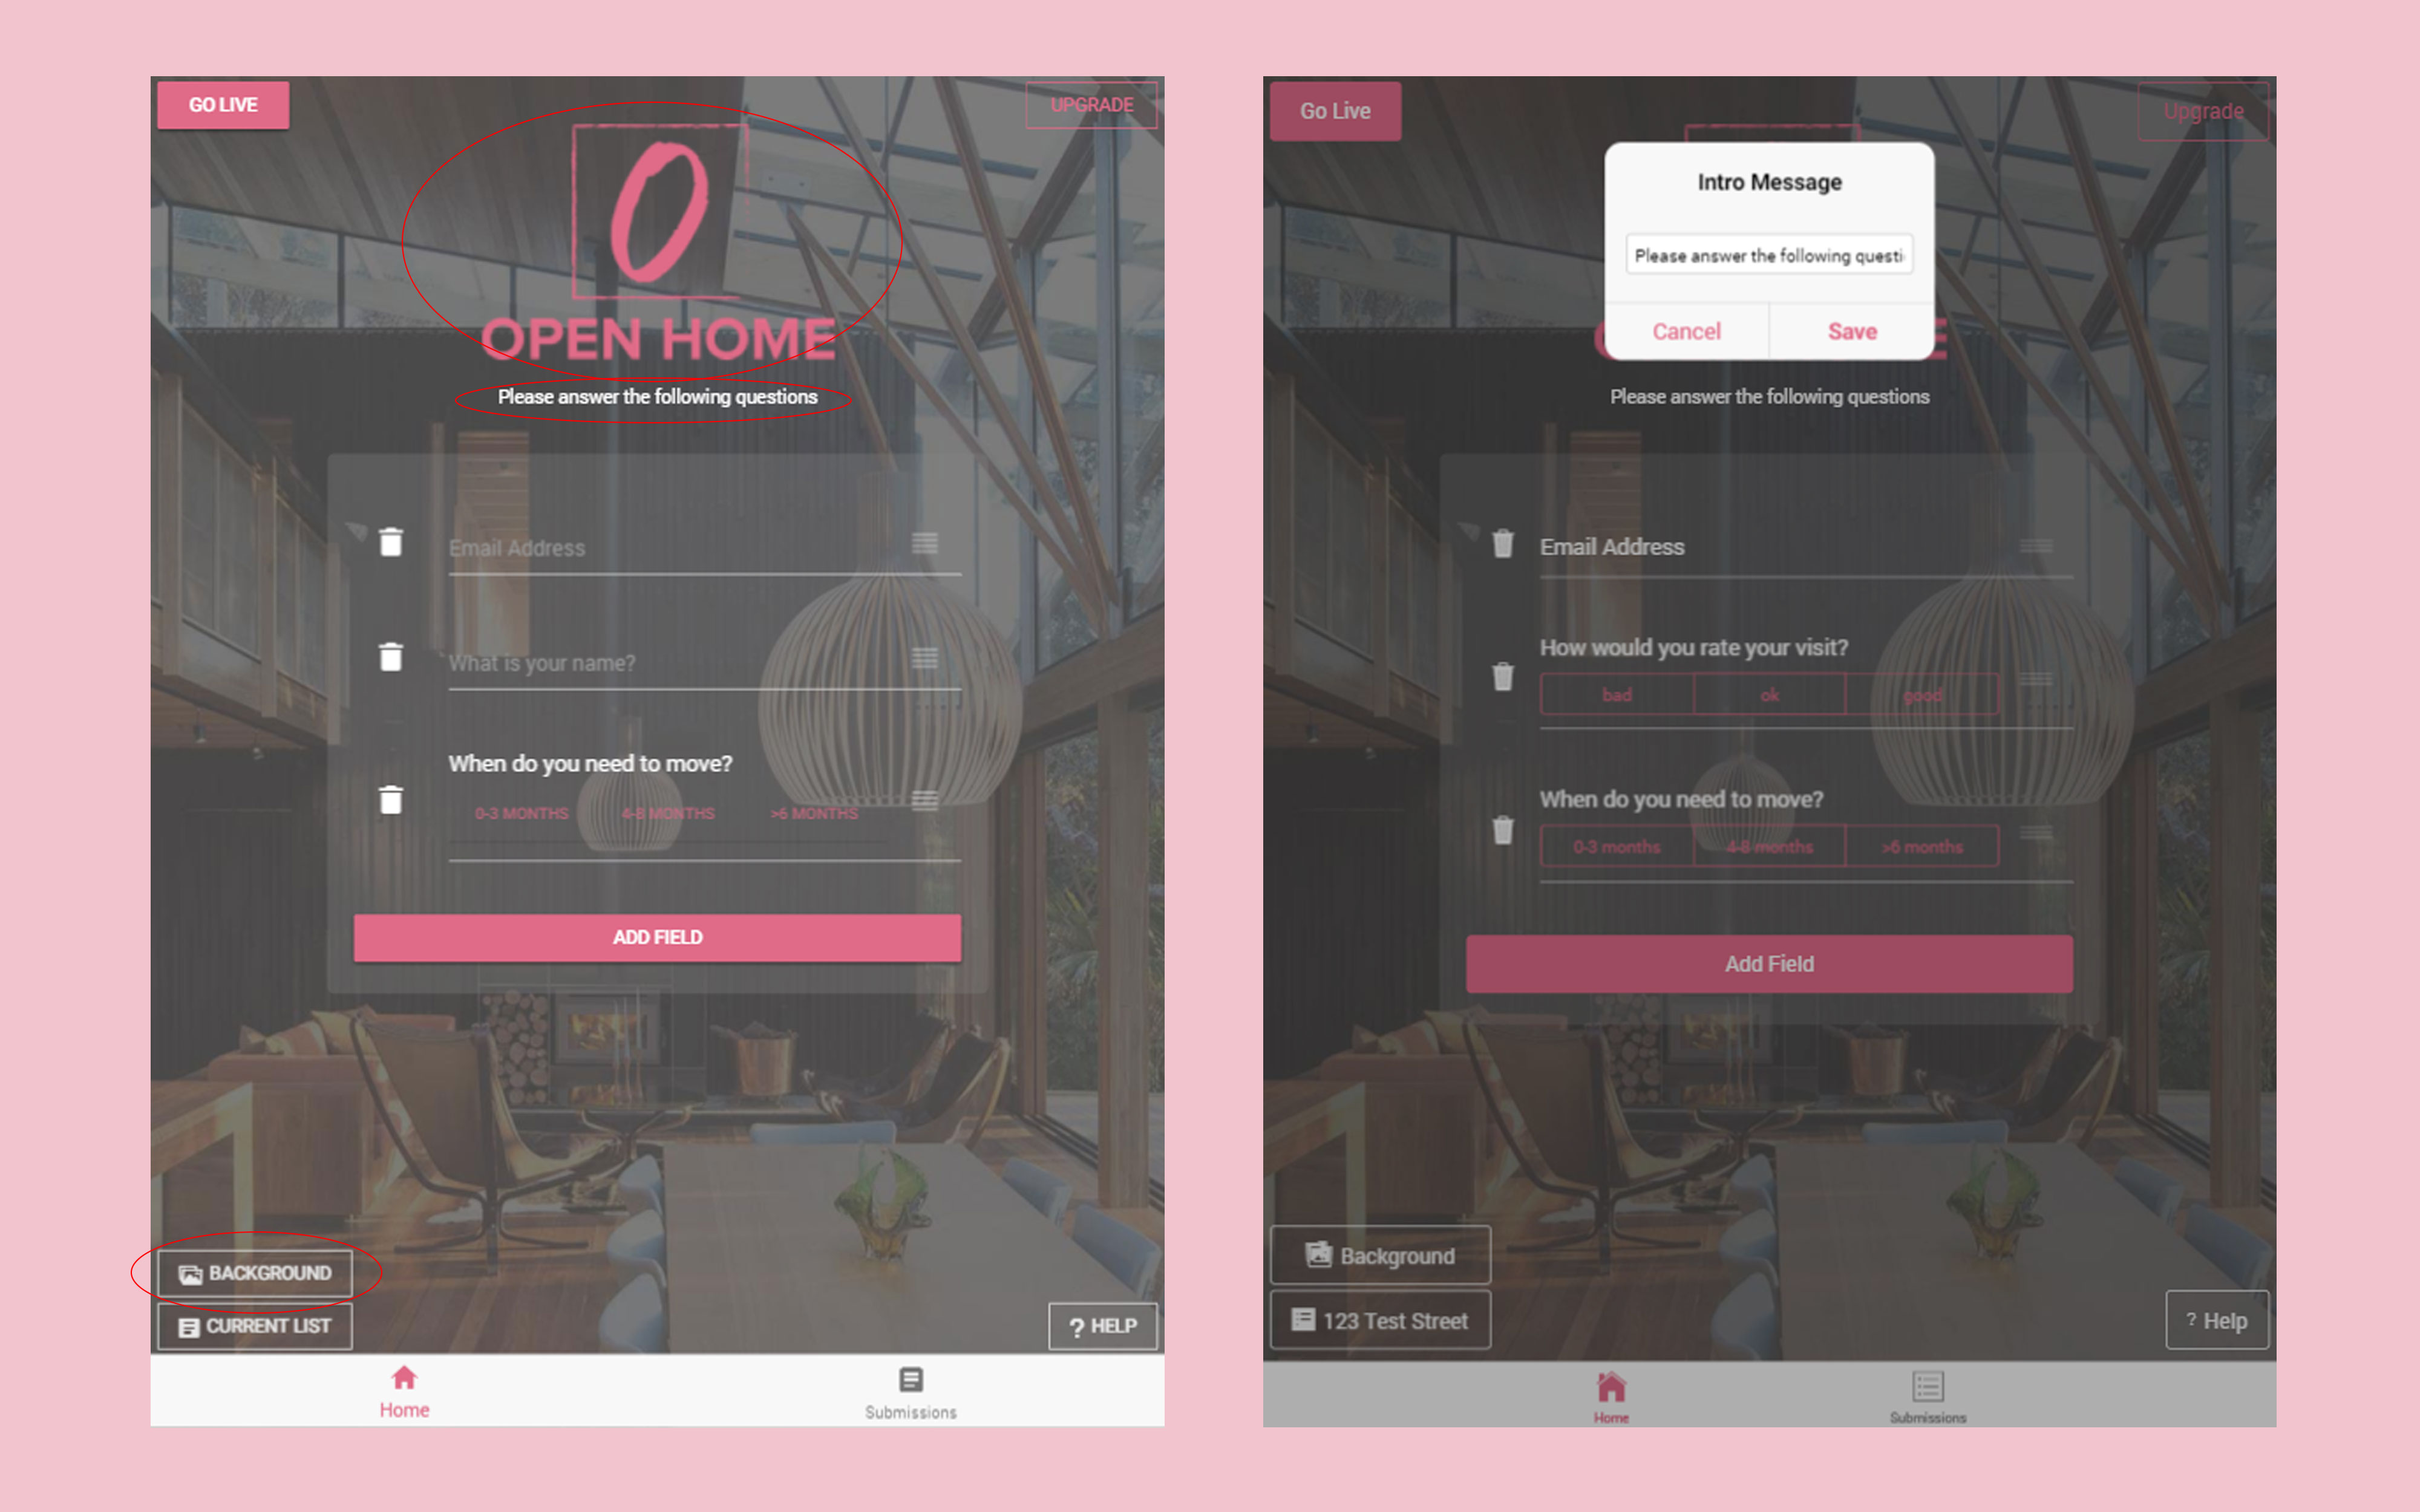 GO LIVE
UPGRADE
O
OPEN HOME
Please answer the following questions
Email Address
What is your name?
When do you need to move?
0-3 MONTHS 4-8 MONTHS >6 MONTHS
ADD FIELD
BACKGROUND
CURRENT LIST
? HELP
Home
Submissions
Go Live
Upgrade
Intro Message
Please answer the following questi
Cancel Save
Please answer the following questions
Email Address
How would you rate your visit?
bad ok good
When do you need to move?
0-3 months 4-8 months >6 months
Add Field
Background
123 Test Street
? Help
Home
Submissions